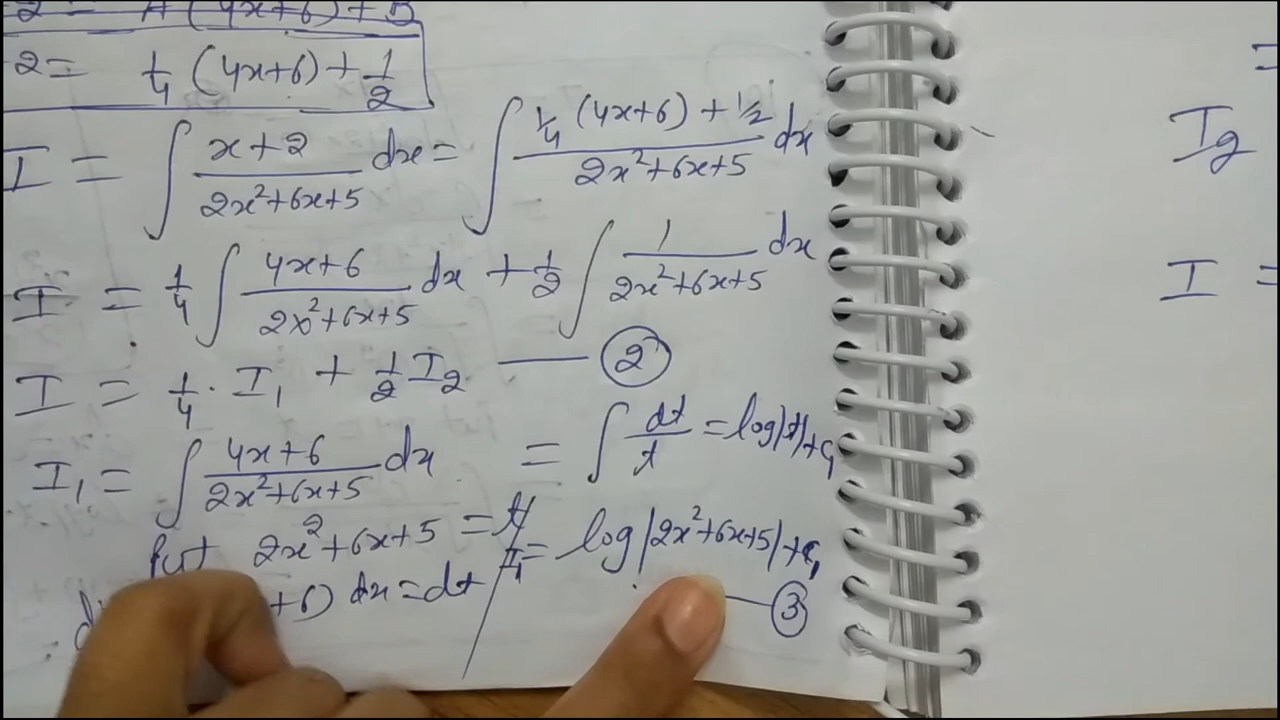 2 = A(4x+6)+B
2 = 1/4 (4x+6) + 1/2
I = ∫ (x+2)/(2x²+6x+5) dx = ∫ (1/4 (4x+6) + 1/2)/(2x²+6x+5) dx
I = 1/4 ∫ (4x+6)/(2x²+6x+5) dx + 1/2 ∫ 1/(2x²+6x+5) dx
I = 1/4 · I₁ + 1/2 I₂ — ②
I₁ = ∫ (4x+6)/(2x²+6x+5) dx = ∫ dt/t = log|t|+C₁
Put 2x²+6x+5 = t
+6) dx = dt
I₁ = log|2x²+6x+5|+C₁
— ③
=
I₂
I =